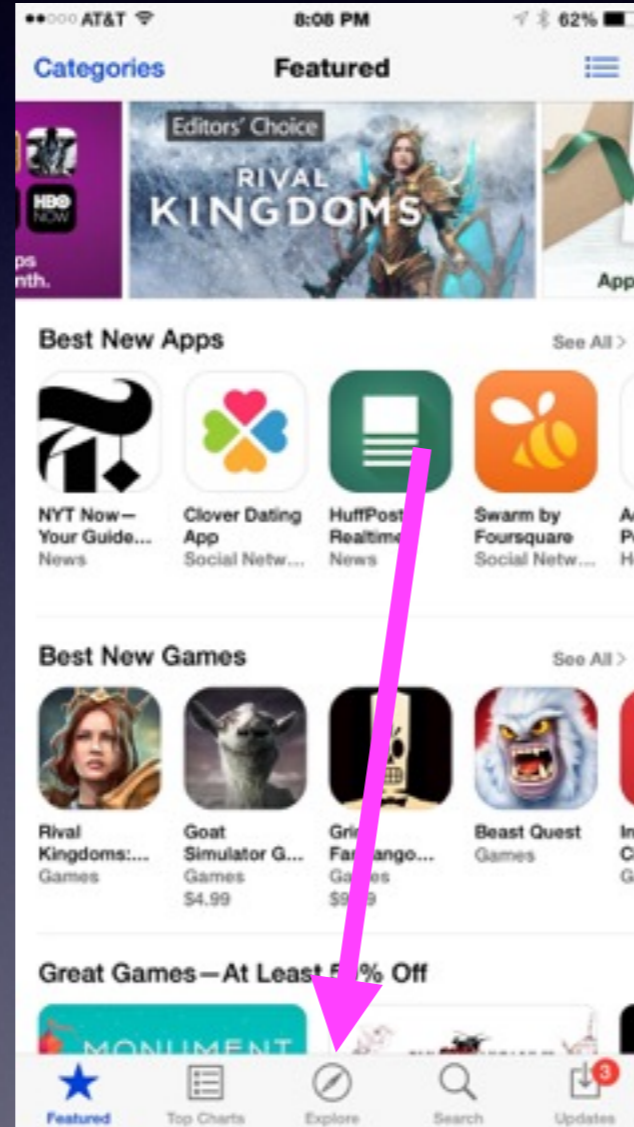 AT&T 8:08 PM 62%
Categories Featured
Editors' Choice
RIVAL
KINGDOMS
HBO
NOW
ps
nth.
App
Best New Apps See All >
NYT Now— Clover Dating HuffPost Swarm by
Your Guide... App Realtime Foursquare
News Social Netw... News Social Netw...
Best New Games See All >
Rival Goat Beast Quest
Kingdoms:... Simulator G... Games
Games Games
$4.99
Great Games—At Least % Off
MONUMENT
3
Featured Top Charts Explore Search Updates